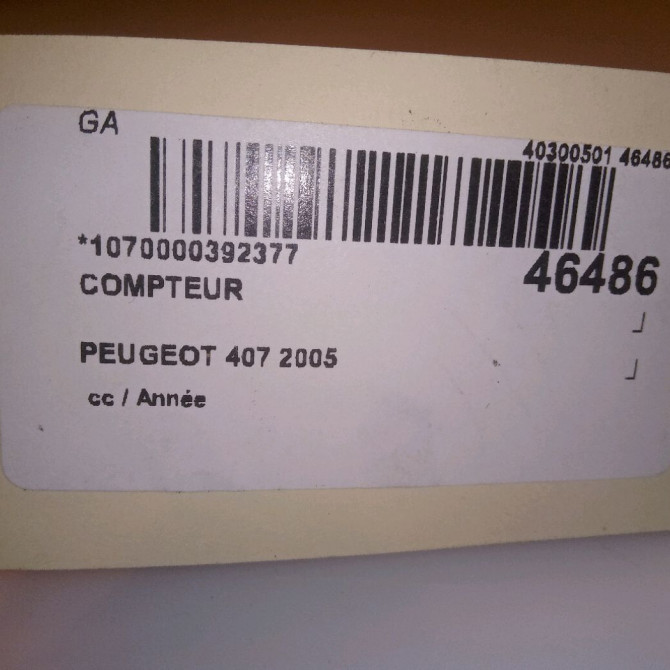 GA
40300501 46486
*1070000392377
46486
COMPTEUR
PEUGEOT 407 2005
cc / Année